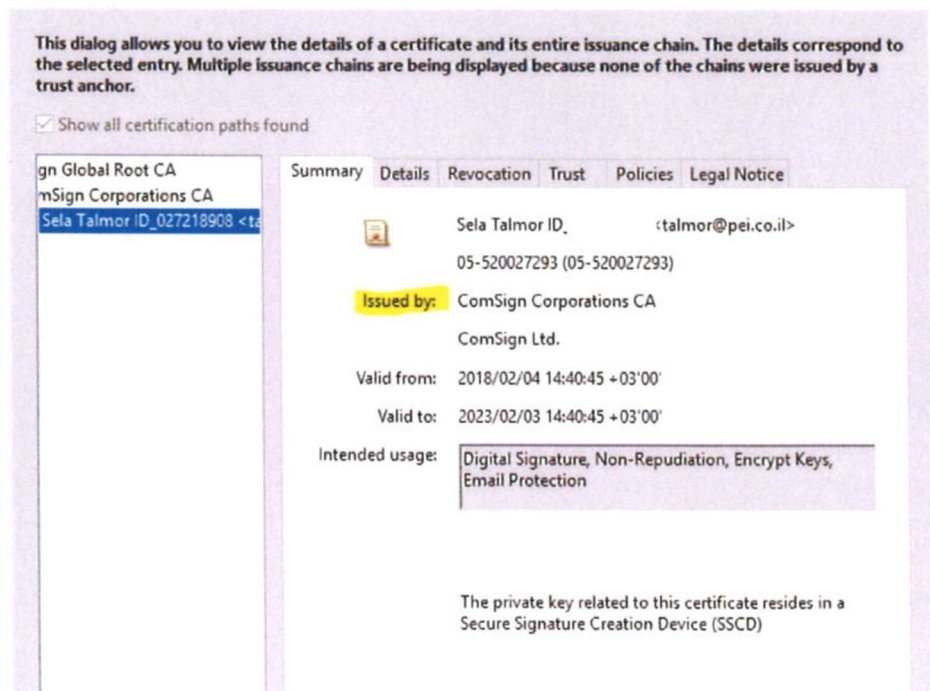 This dialog allows you to view the details of a certificate and its entire issuance chain. The details correspond to
the selected entry. Multiple issuance chains are being displayed because none of the chains were issued by a
trust anchor.
Show all certification paths found
gn Global Root CA
mSign Corporations CA
Sela Talmor ID_027218908 <ta
Summary Details Revocation Trust Policies Legal Notice
Sela Talmor ID_ <talmor@pei.co.il>
05-520027293 (05-520027293)
Issued by: ComSign Corporations CA
ComSign Ltd.
Valid from: 2018/02/04 14:40:45 +03'00'
Valid to: 2023/02/03 14:40:45 +03'00'
Intended usage: Digital Signature, Non-Repudiation, Encrypt Keys,
Email Protection
The private key related to this certificate resides in a
Secure Signature Creation Device (SSCD)